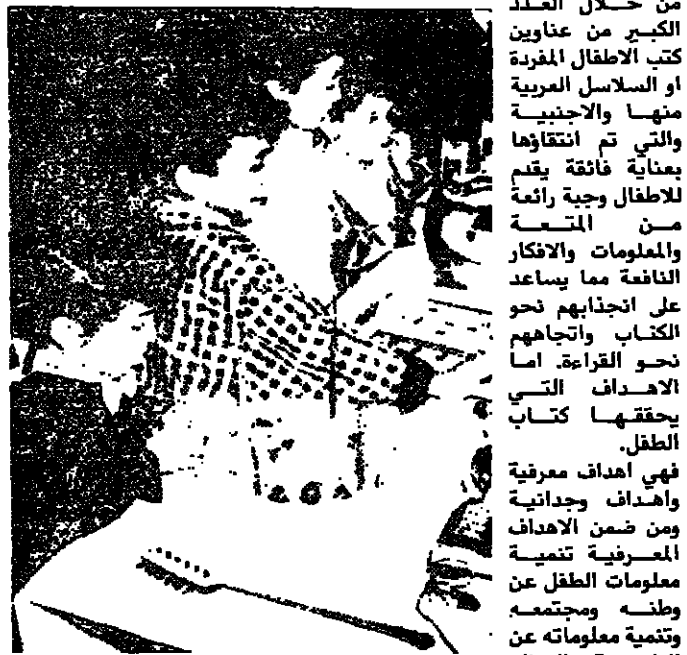 من خلال العدد
الكبير من عناوين
كتب الاطفال المفردة
او السلاسل العربية
منها والاجنبية
والتي تم انتقاؤها
بعناية فائقة يقدم
للاطفال وجبة رائعة
من المتعة
والمعلومات والافكار
النافعة مما يساعد
على انجذابهم نحو
الكتاب واتجاههم
نحو القراءة. اما
الاهداف التي
يحققها كتاب
الطفل.
فهي اهداف معرفية
واهداف وجدانية
ومن ضمن الاهداف
المعرفية تنمية
معلومات الطفل عن
وطنه ومجتمعه
وتنمية معلوماته عن